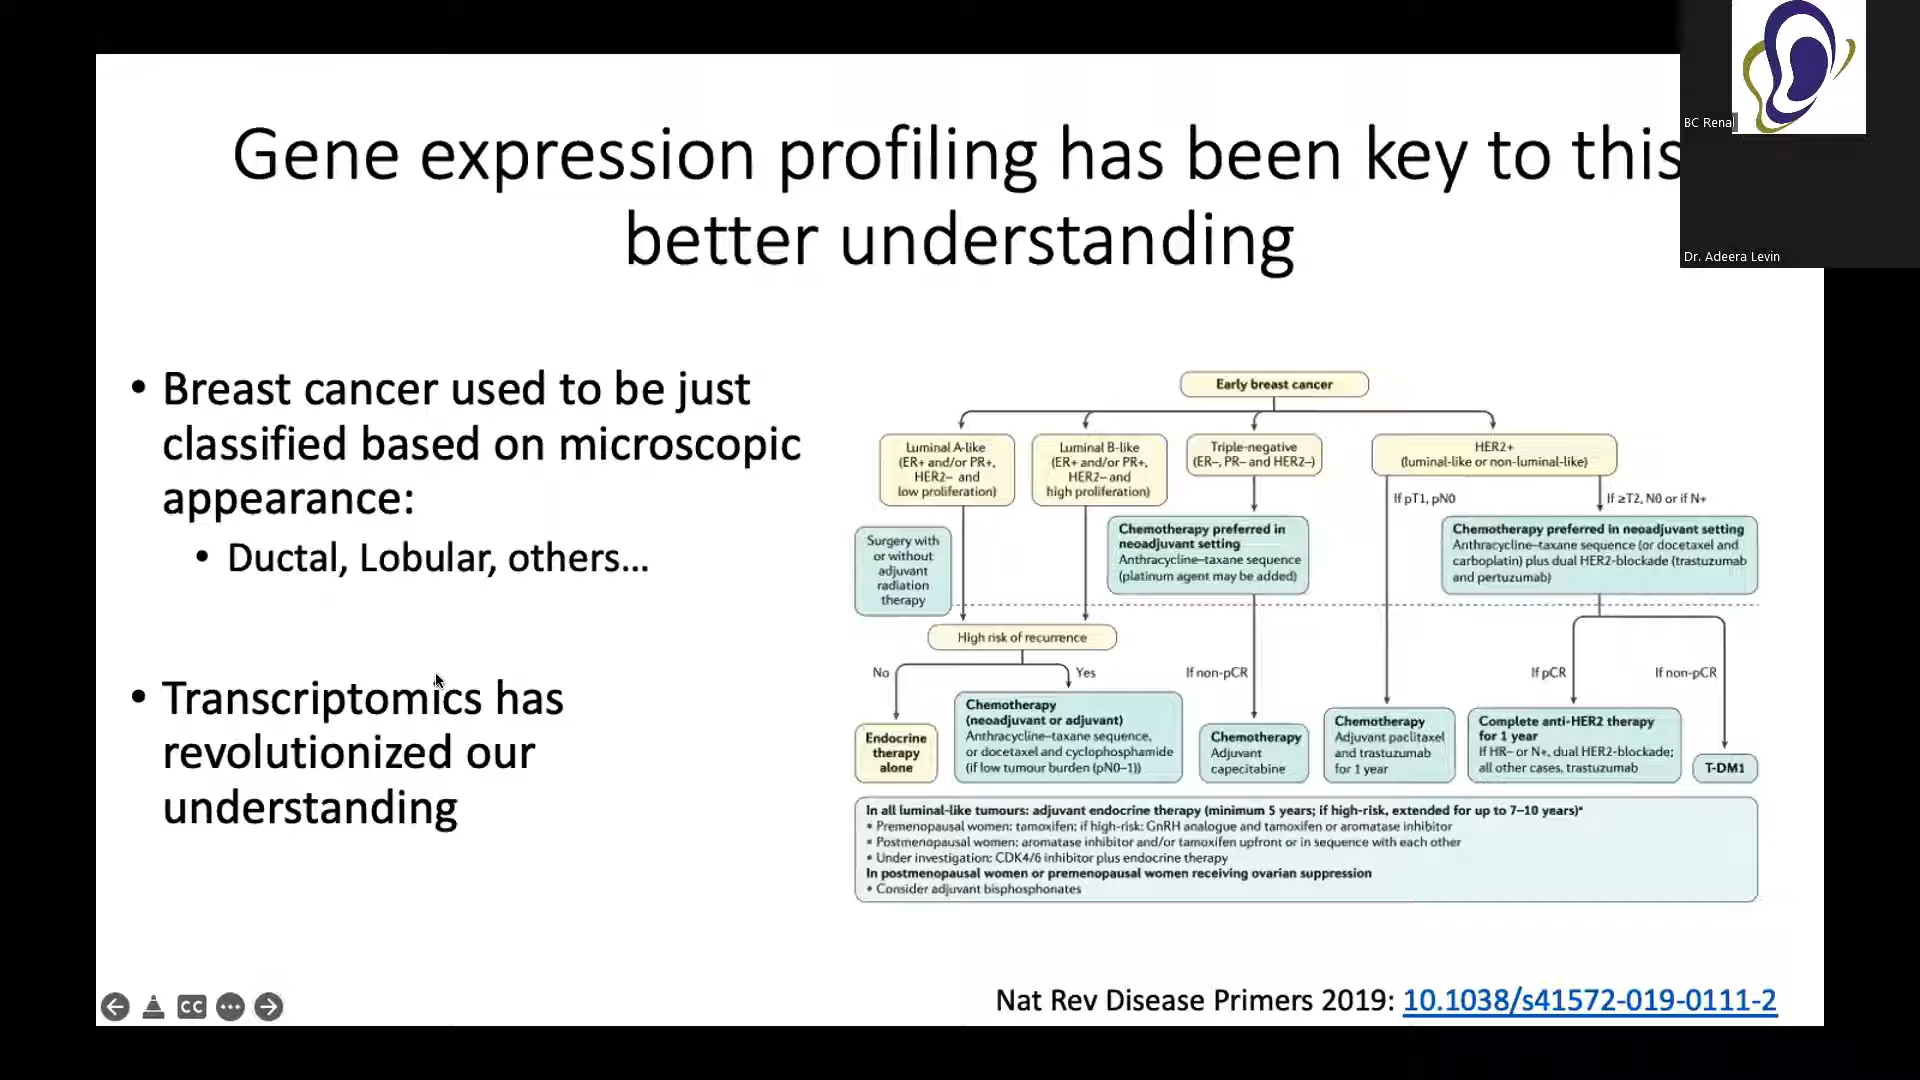 Gene expression profiling has been key to this
better understanding
BC Renal
Dr. Adeera Levin
• Breast cancer used to be just
classified based on microscopic
appearance:
• Ductal, Lobular, others...
• Transcriptomics has
revolutionized our
understanding
Early breast cancer
Luminal A-like
(ER+ and/or PR+,
HER2– and
low proliferation)
Luminal B-like
(ER+ and/or PR+,
HER2– and
high proliferation)
Triple-negative
(ER–, PR– and HER2–)
HER2+
(luminal-like or non-luminal-like)
If pT1, pN0
If ≥T2, N0 or if N+
Surgery with
or without
adjuvant
radiation
therapy
Chemotherapy preferred in
neoadjuvant setting
Anthracycline–taxane sequence
(platinum agent may be added)
Chemotherapy preferred in neoadjuvant setting
Anthracycline–taxane sequence (or docetaxel and
carboplatin) plus dual HER2-blockade (trastuzumab
and pertuzumab)
High risk of recurrence
No
Yes
If non-pCR
If pCR
If non-pCR
Endocrine
therapy
alone
Chemotherapy
(neoadjuvant or adjuvant)
Anthracycline–taxane sequence,
or docetaxel and cyclophosphamide
(if low tumour burden (pN0–1))
Chemotherapy
Adjuvant
capecitabine
Chemotherapy
Adjuvant paclitaxel
and trastuzumab
for 1 year
Complete anti-HER2 therapy
for 1 year
If HR– or N+, dual HER2-blockade;
all other cases, trastuzumab
T-DM1
In all luminal-like tumours: adjuvant endocrine therapy (minimum 5 years; if high-risk, extended for up to 7–10 years)*
• Premenopausal women: tamoxifen; if high-risk: GnRH analogue and tamoxifen or aromatase inhibitor
• Postmenopausal women: aromatase inhibitor and/or tamoxifen upfront or in sequence with each other
• Under investigation: CDK4/6 inhibitor plus endocrine therapy
In postmenopausal women or premenopausal women receiving ovarian suppression
• Consider adjuvant bisphosphonates
CC
Nat Rev Disease Primers 2019: 10.1038/s41572-019-0111-2